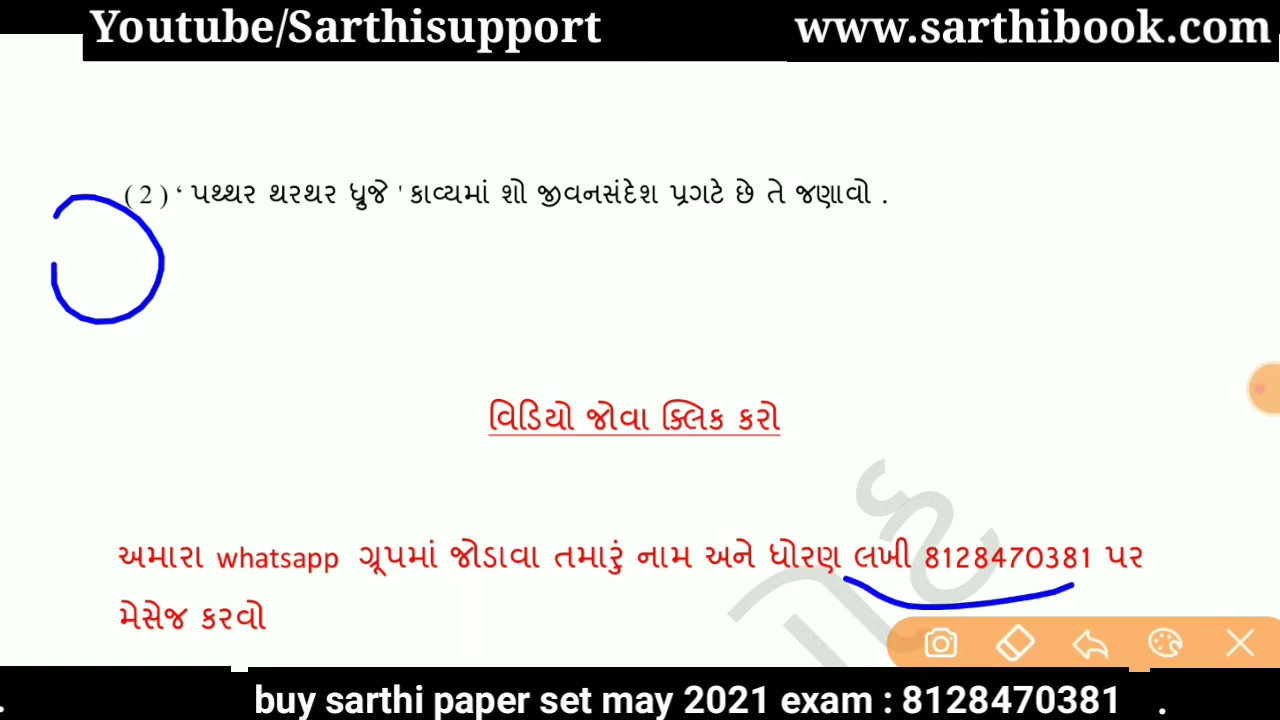 Youtube/Sarthisupport www.sarthibook.com
( 2 ) ‘ પથ્થર થરથર ધ્રુજે ' કાવ્યમાં શો જીવનસંદેશ પ્રગટે છે તે જણાવો .
વિડિયો જોવા ક્લિક કરો
અમારા whatsapp ગ્રૂપમાં જોડાવા તમારું નામ અને ધોરણ લખી 8128470381 પર
મેસેજ કરવો
. buy sarthi paper set may 2021 exam : 8128470381 .